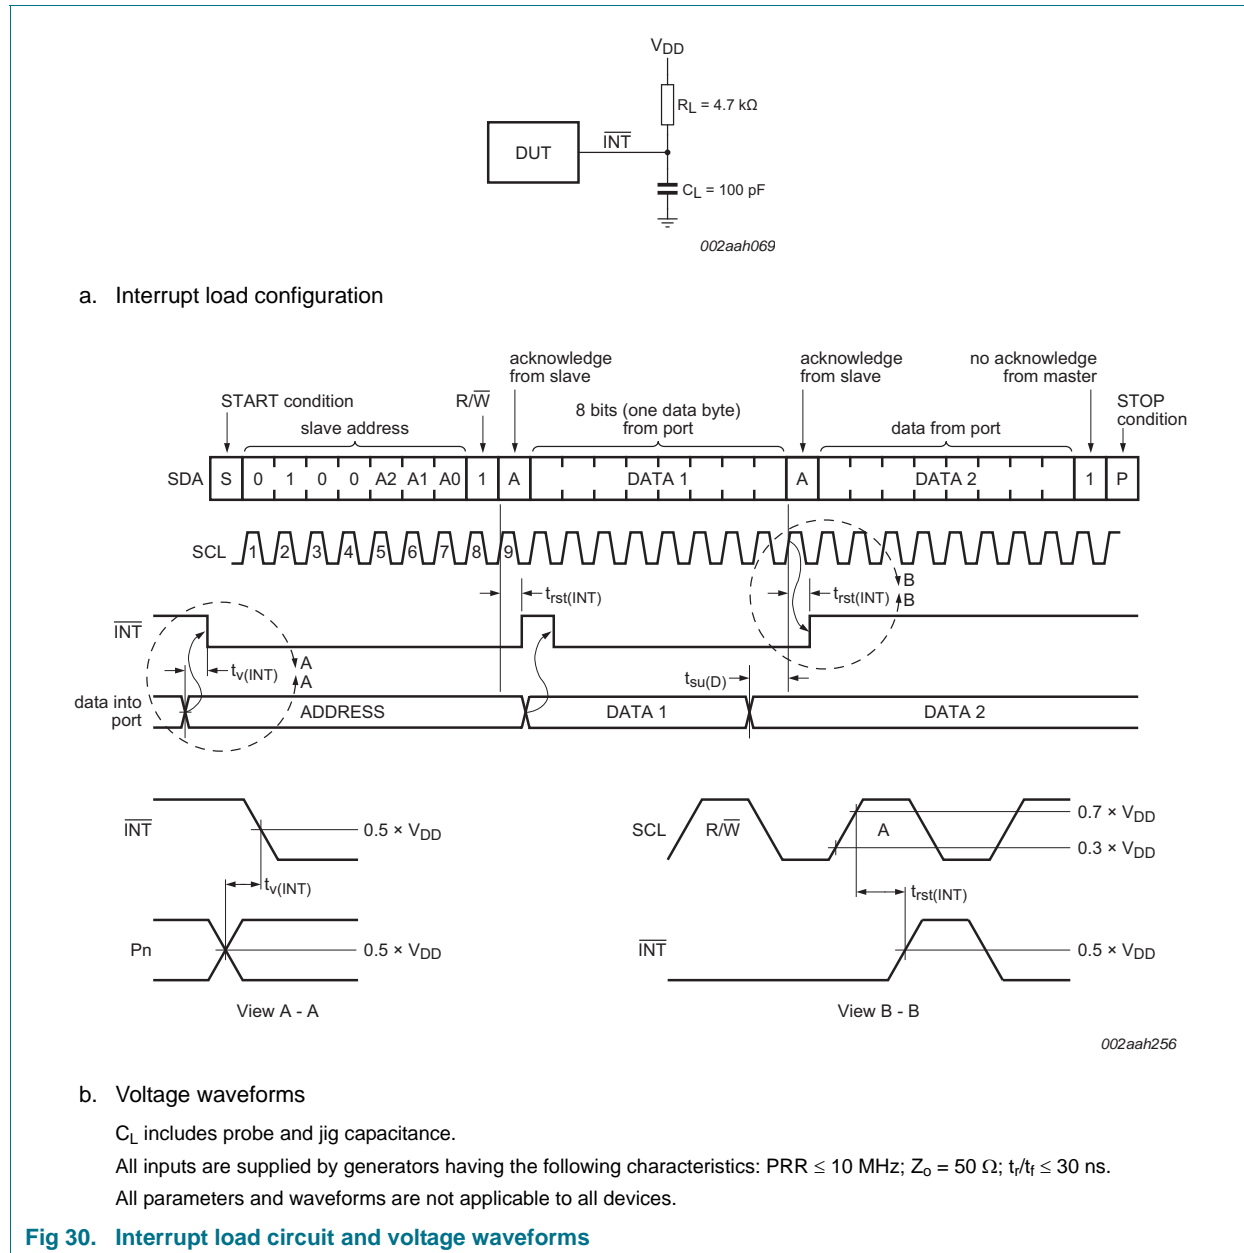 VDD
RL = 4.7 kΩ
DUT
INT
CL = 100 pF
002aah069
a. Interrupt load configuration
acknowledge
from slave
acknowledge
from slave
no acknowledge
from master
START condition
R/W
8 bits (one data byte)
from port
STOP
condition
slave address
data from port
SDA S 0 1 0 0 A2 A1 A0 1 A DATA 1 A DATA 2 1 P
SCL 1 2 3 4 5 6 7 8 9
B
trst(INT) trst(INT) B
INT
tv(INT) A
A
tsu(D)
data into
port
ADDRESS DATA 1 DATA 2
INT 0.5 × VDD
SCL R/W A 0.7 × VDD
0.3 × VDD
tv(INT)
trst(INT)
Pn 0.5 × VDD
INT 0.5 × VDD
View A - A
View B - B
002aah256
b. Voltage waveforms
CL includes probe and jig capacitance.
All inputs are supplied by generators having the following characteristics: PRR ≤ 10 MHz; Zo = 50 Ω; tr/tf ≤ 30 ns.
All parameters and waveforms are not applicable to all devices.
Fig 30. Interrupt load circuit and voltage waveforms